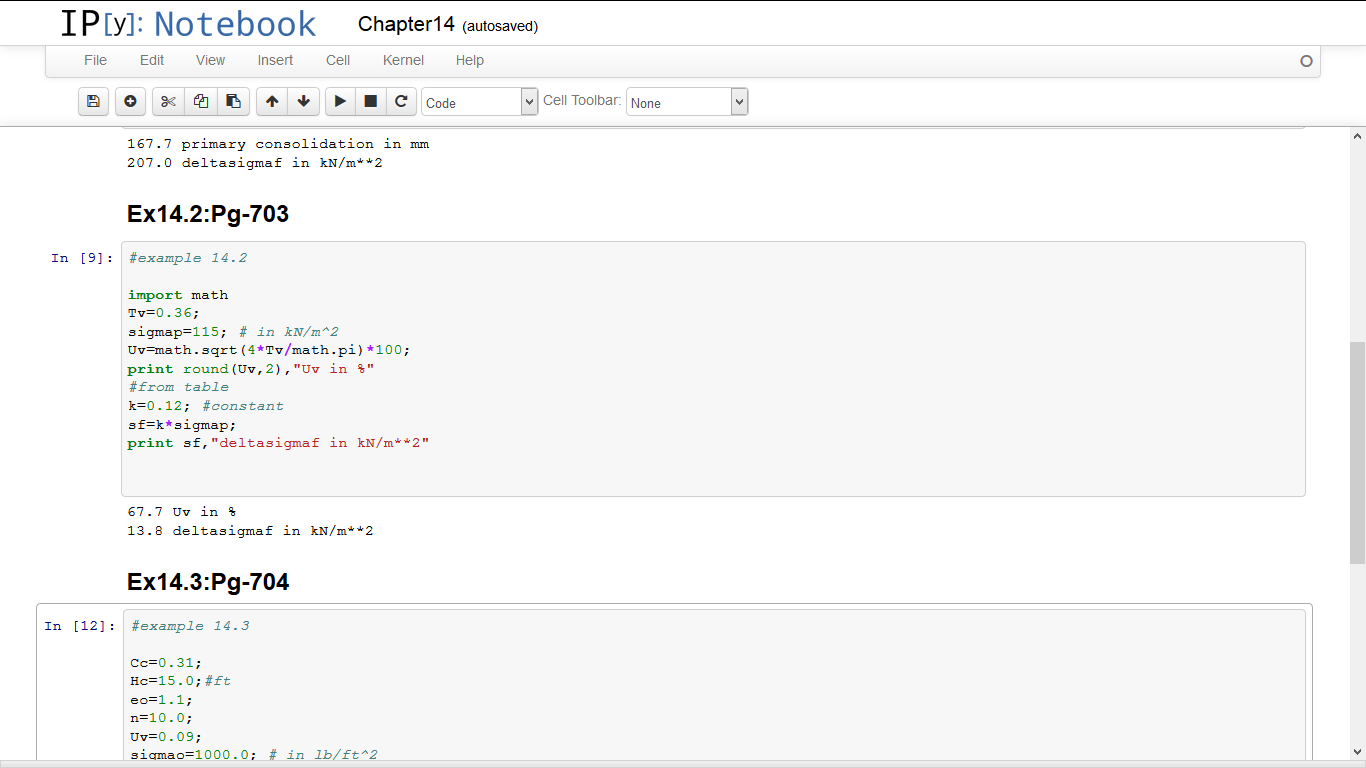 IP[y]: Notebook Chapter14 (autosaved)
File Edit View Insert Cell Kernel Help
Code Cell Toolbar: None
167.7 primary consolidation in mm
207.0 deltasigmaf in kN/m**2
Ex14.2:Pg-703
In [9]: #example 14.2
import math
Tv=0.36;
sigmap=115; # in kN/m^2
Uv=math.sqrt(4*Tv/math.pi)*100;
print round(Uv,2),"Uv in %"
#from table
k=0.12; #constant
sf=k*sigmap;
print sf,"deltasigmaf in kN/m**2"
67.7 Uv in %
13.8 deltasigmaf in kN/m**2
Ex14.3:Pg-704
In [12]: #example 14.3
Cc=0.31;
Hc=15.0;#ft
eo=1.1;
n=10.0;
Uv=0.09;
sigmao=1000.0; # in lb/ft^2